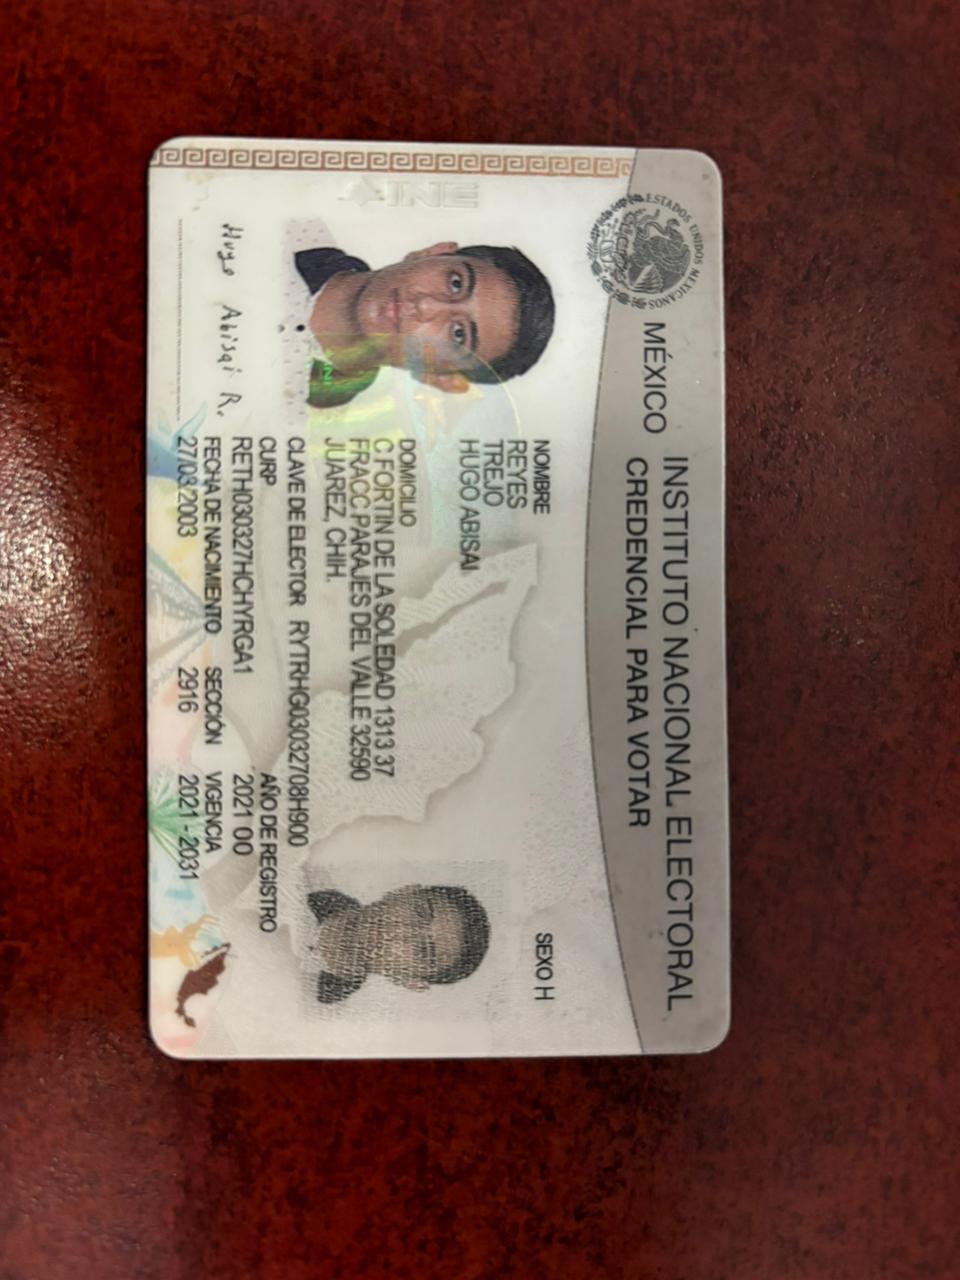 ESTADOS UNIDOS MEXICANOS
MÉXICO INSTITUTO NACIONAL ELECTORAL
CREDENCIAL PARA VOTAR
INE
NOMBRE
REYES
TREJO
HUGO ABISAI
SEXO H
DOMICILIO
C FORTIN DE LA SOLEDAD 1313 37
FRACC PARAJES DEL VALLE 32590
JUAREZ, CHIH.
CLAVE DE ELECTOR RYTRHG03032708H900
CURP
RETH030327HCHYRGA1
AÑO DE REGISTRO
2021 00
FECHA DE NACIMIENTO
27/03/2003
SECCIÓN
2916
VIGENCIA
2021 - 2031
Hugo Abisai R.